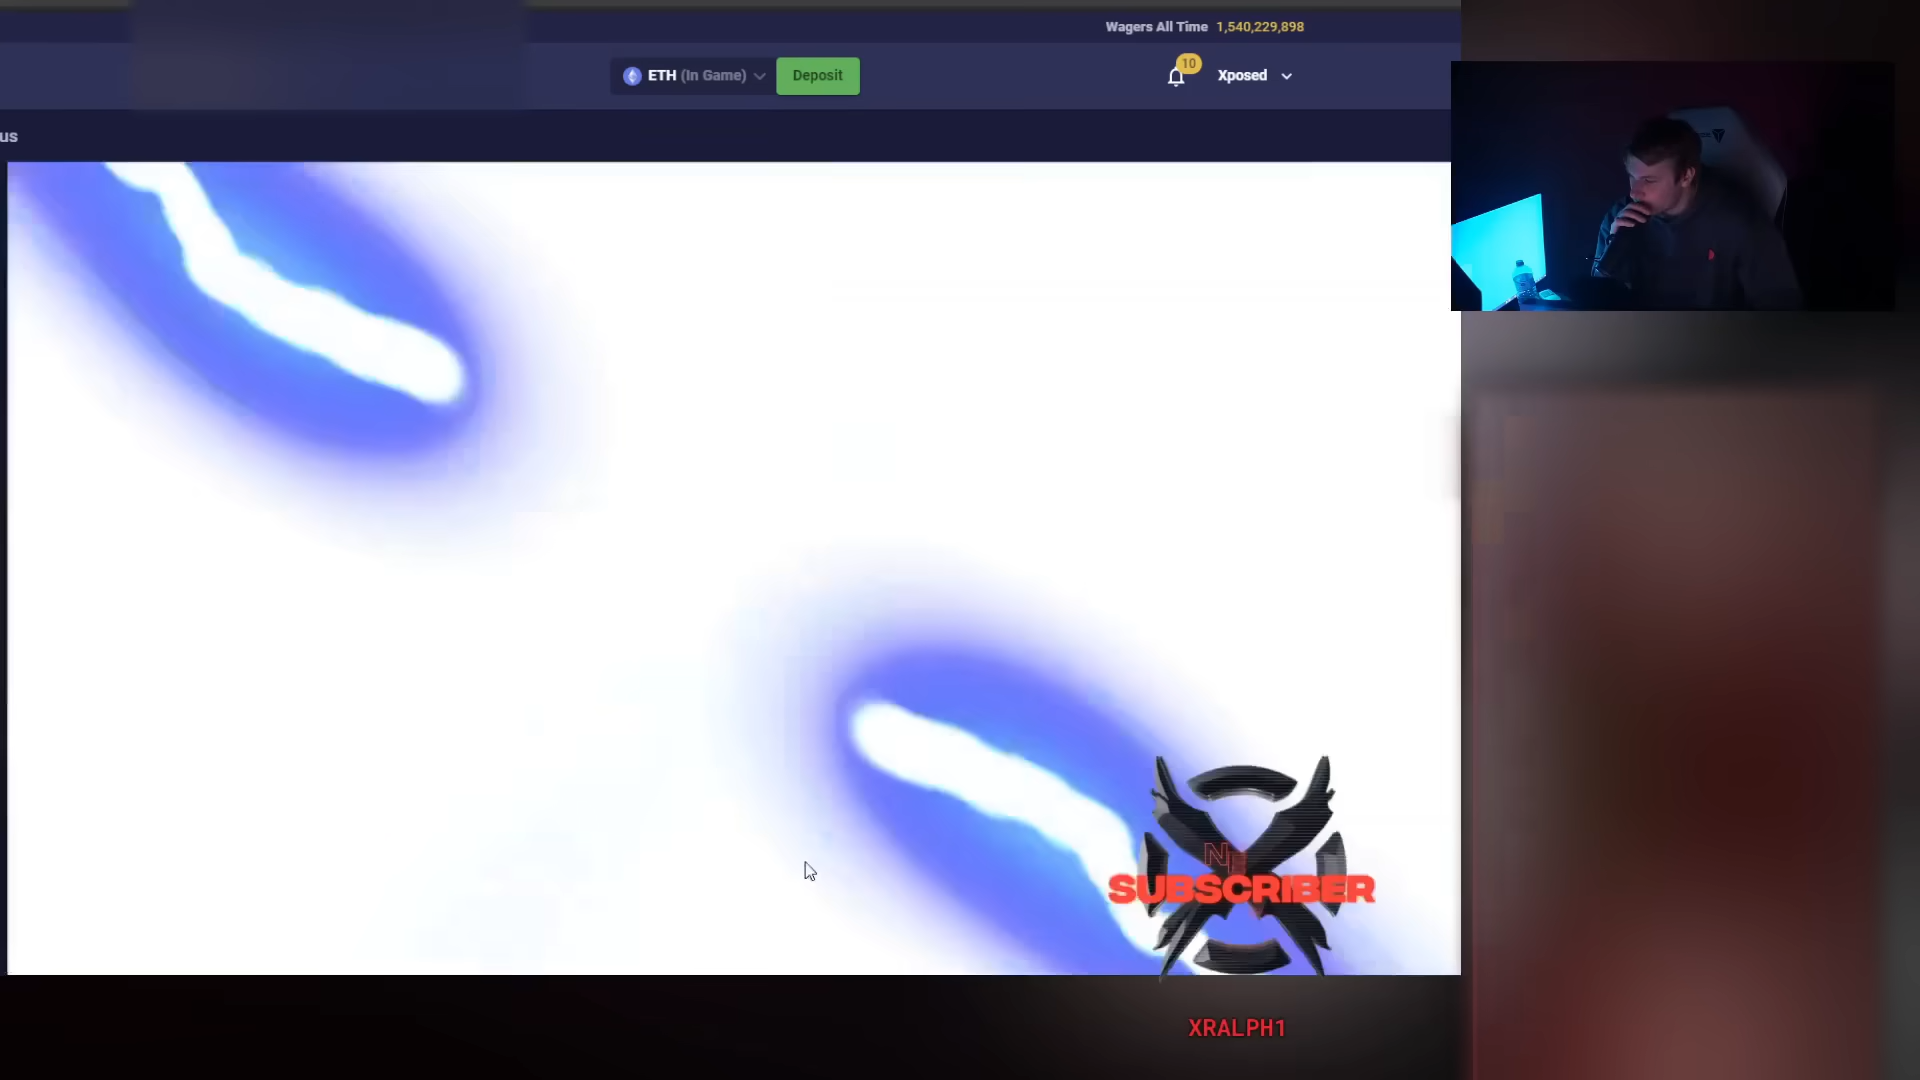 Wagers All Time 1,540,229,898
ETH (In Game)
Deposit
10
Xposed
us
SUBSCRIBER
XRALPH1